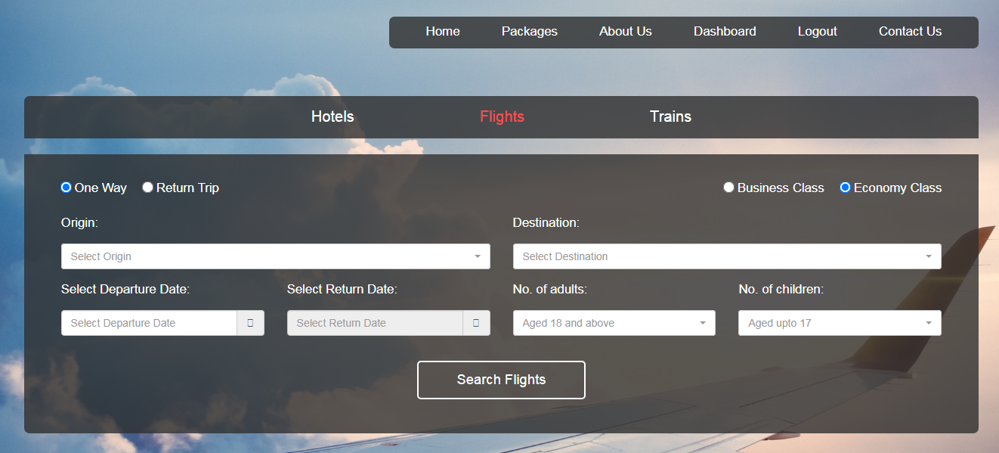 Home Packages About Us Dashboard Logout Contact Us
Hotels Flights Trains
One Way Return Trip Business Class Economy Class
Origin: Destination:
Select Origin Select Destination
Select Departure Date: Select Return Date: No. of adults: No. of children:
Select Departure Date Select Return Date Aged 18 and above Aged upto 17
Search Flights